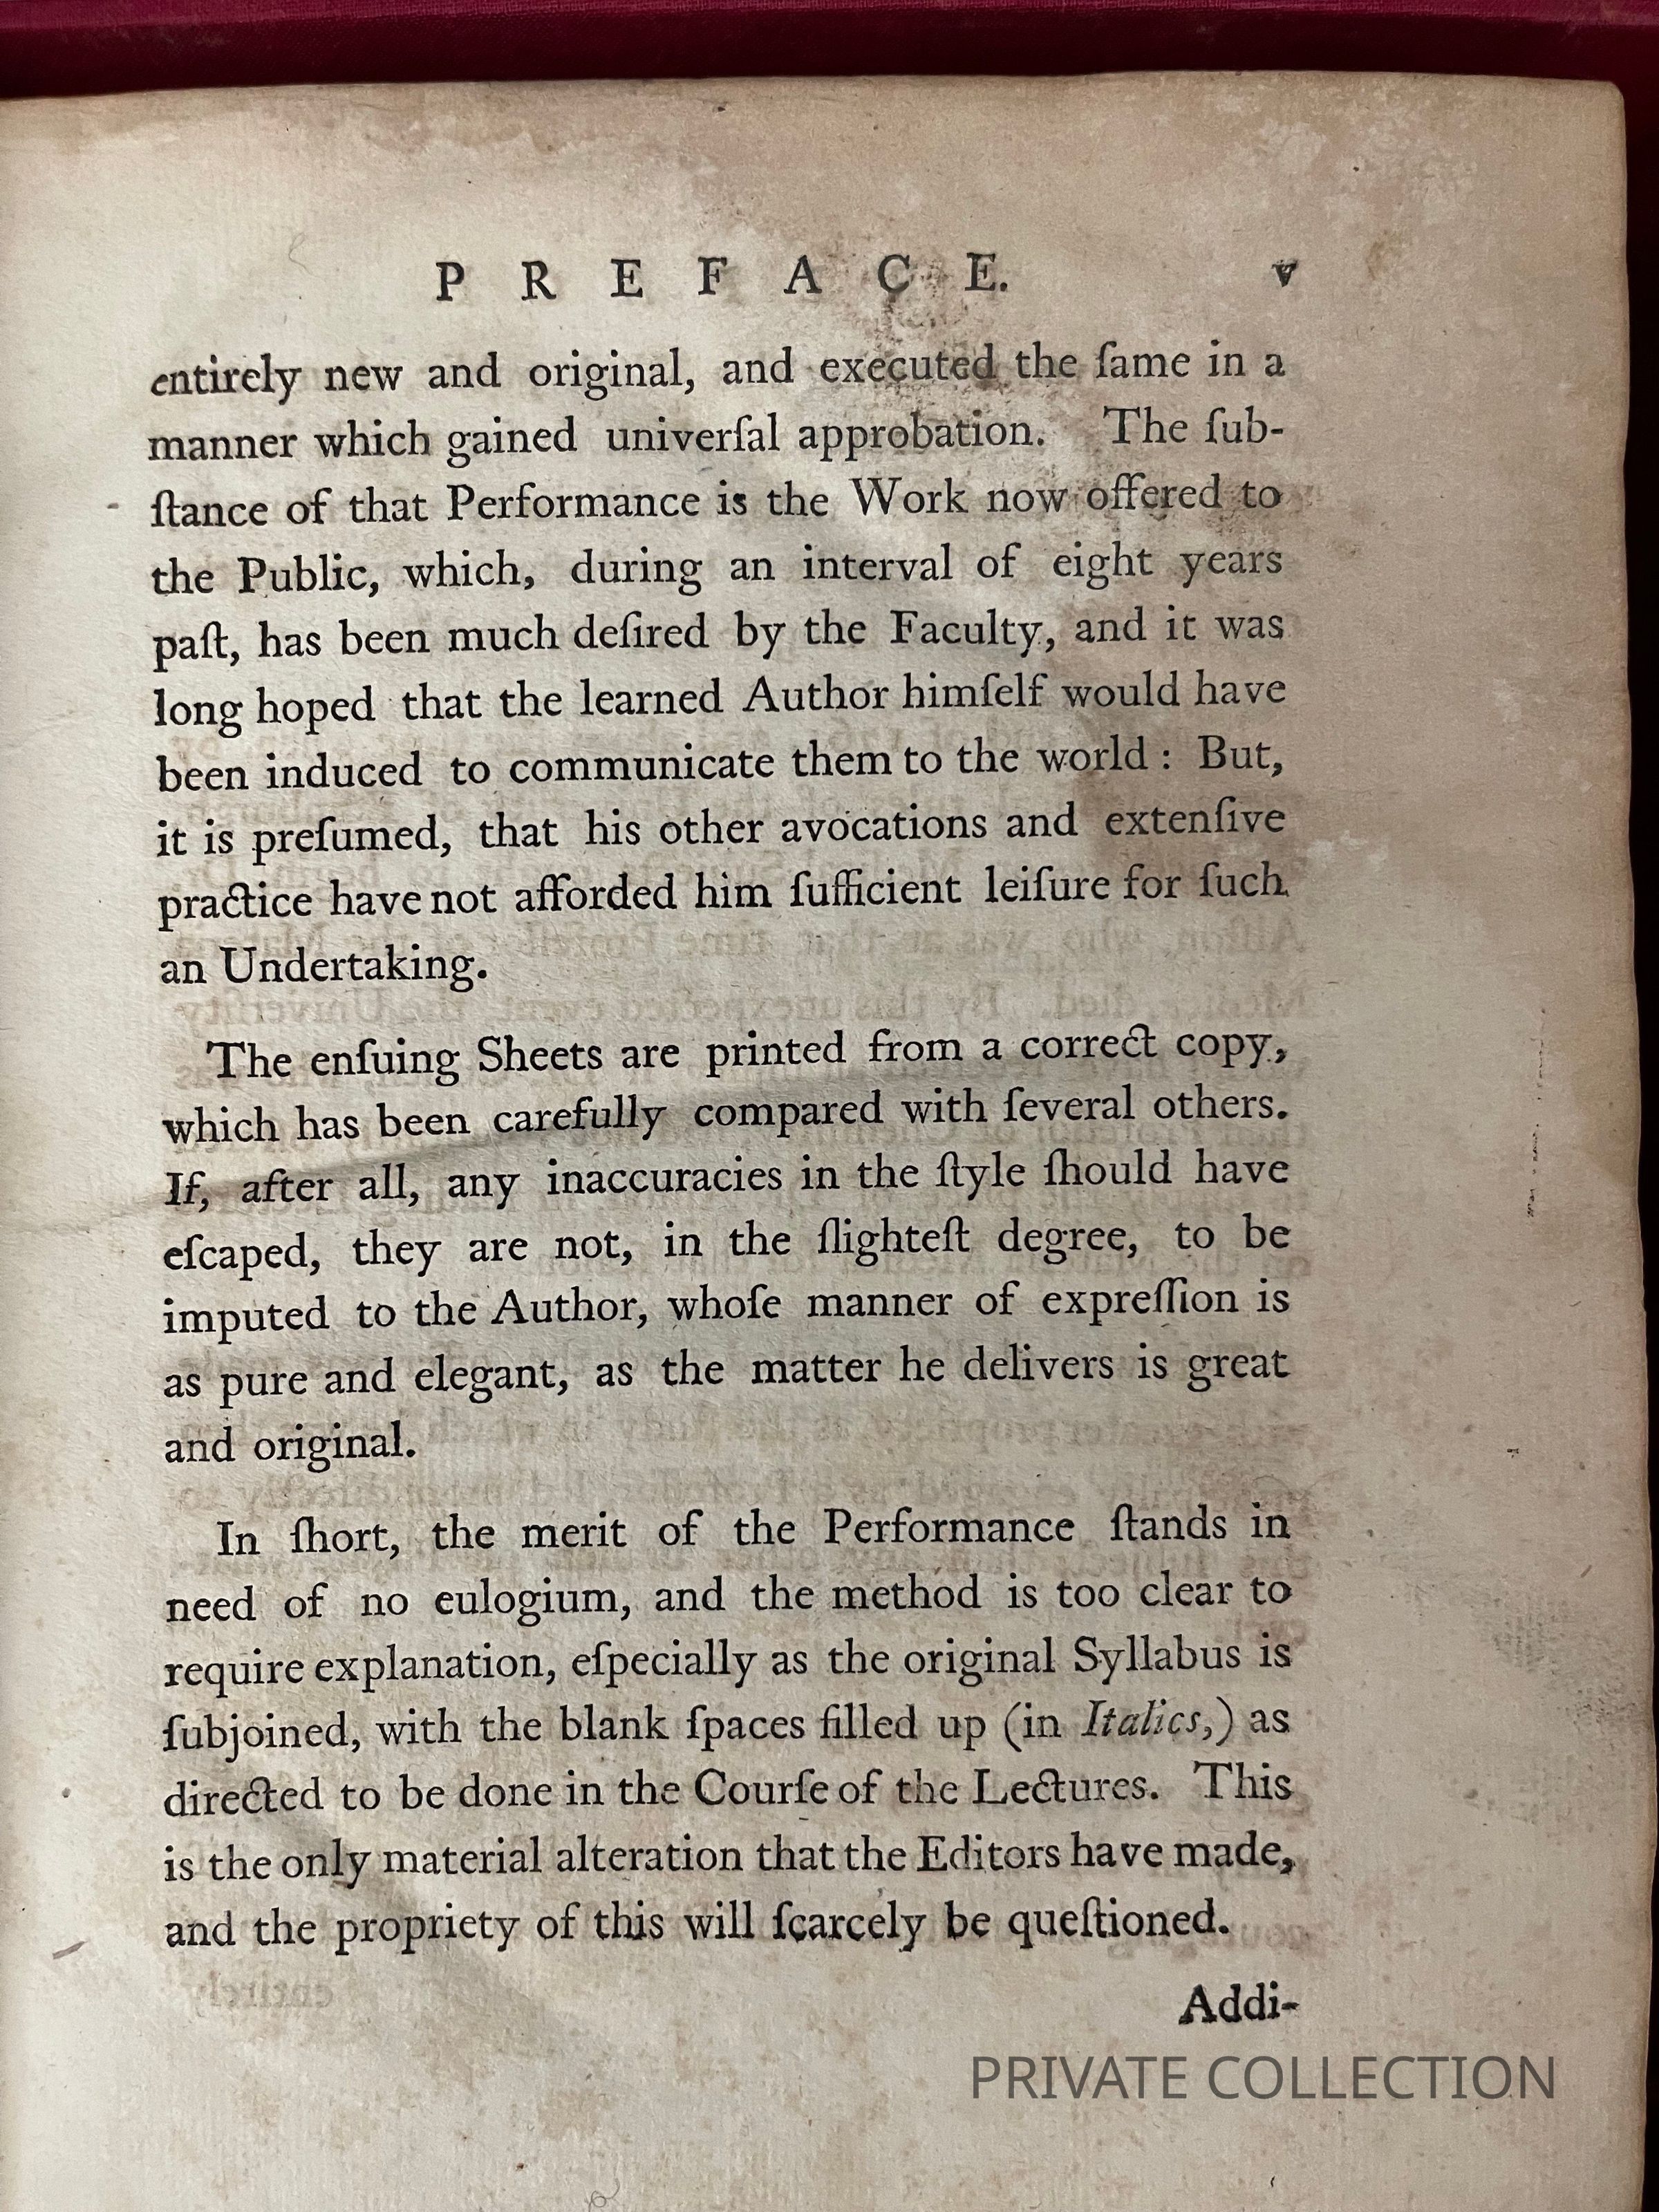 P R E F A C E. v
entirely new and original, and executed the ſame in a
manner which gained univerſal approbation. The ſub-
ſtance of that Performance is the Work now offered to
the Public, which, during an interval of eight years
paſt, has been much deſired by the Faculty, and it was
long hoped that the learned Author himſelf would have
been induced to communicate them to the world : But,
it is preſumed, that his other avocations and extenſive
practice have not afforded him ſufficient leiſure for ſuch
an Undertaking.
The enſuing Sheets are printed from a correct copy,
which has been carefully compared with ſeveral others.
If, after all, any inaccuracies in the ſtyle ſhould have
eſcaped, they are not, in the ſlighteſt degree, to be
imputed to the Author, whoſe manner of expreſſion is
as pure and elegant, as the matter he delivers is great
and original.
In ſhort, the merit of the Performance ſtands in
need of no eulogium, and the method is too clear to
require explanation, eſpecially as the original Syllabus is
ſubjoined, with the blank ſpaces filled up (in Italics,) as
directed to be done in the Courſe of the Lectures. This
is the only material alteration that the Editors have made,
and the propriety of this will ſcarcely be queſtioned.
Addi-
PRIVATE COLLECTION